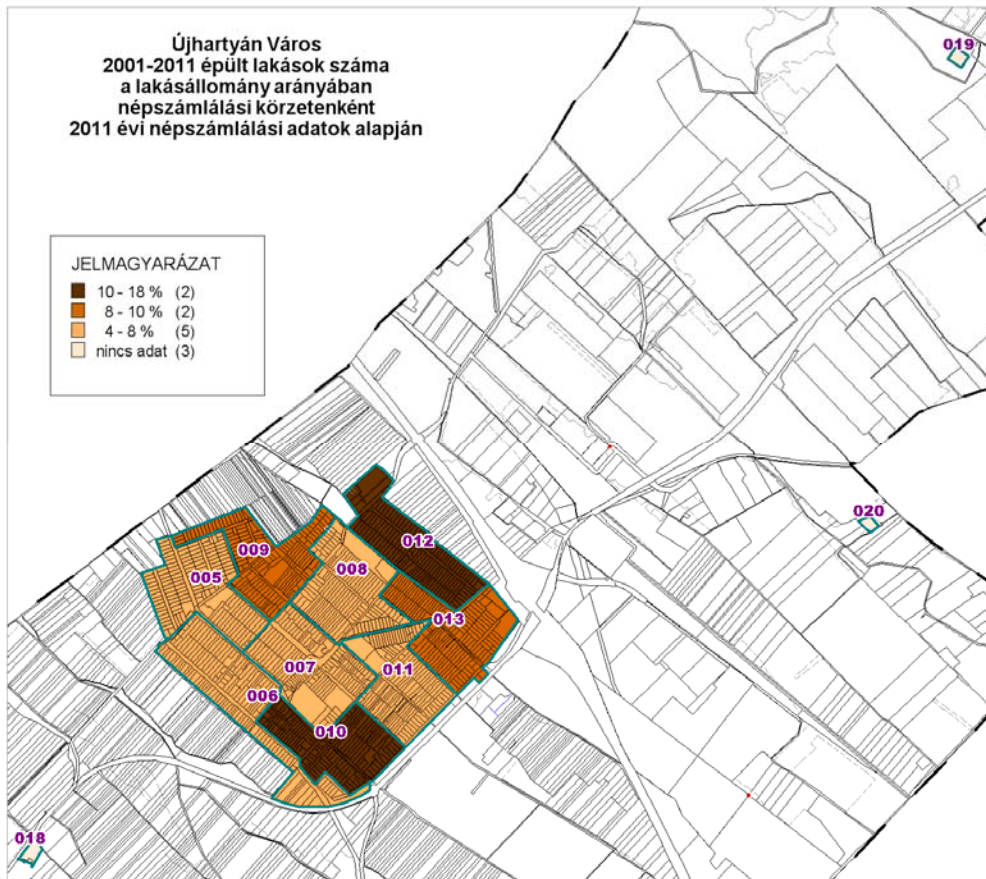 Újhartyán Város
2001-2011 épült lakások száma
a lakásállomány arányában
népszámlálási körzetenként
2011 évi népszámlálási adatok alapján
019
JELMAGYARÁZAT
10 - 18 % (2)
8 - 10 % (2)
4 - 8 % (5)
nincs adat (3)
020
012
009
008
005
013
007
011
006
010
018